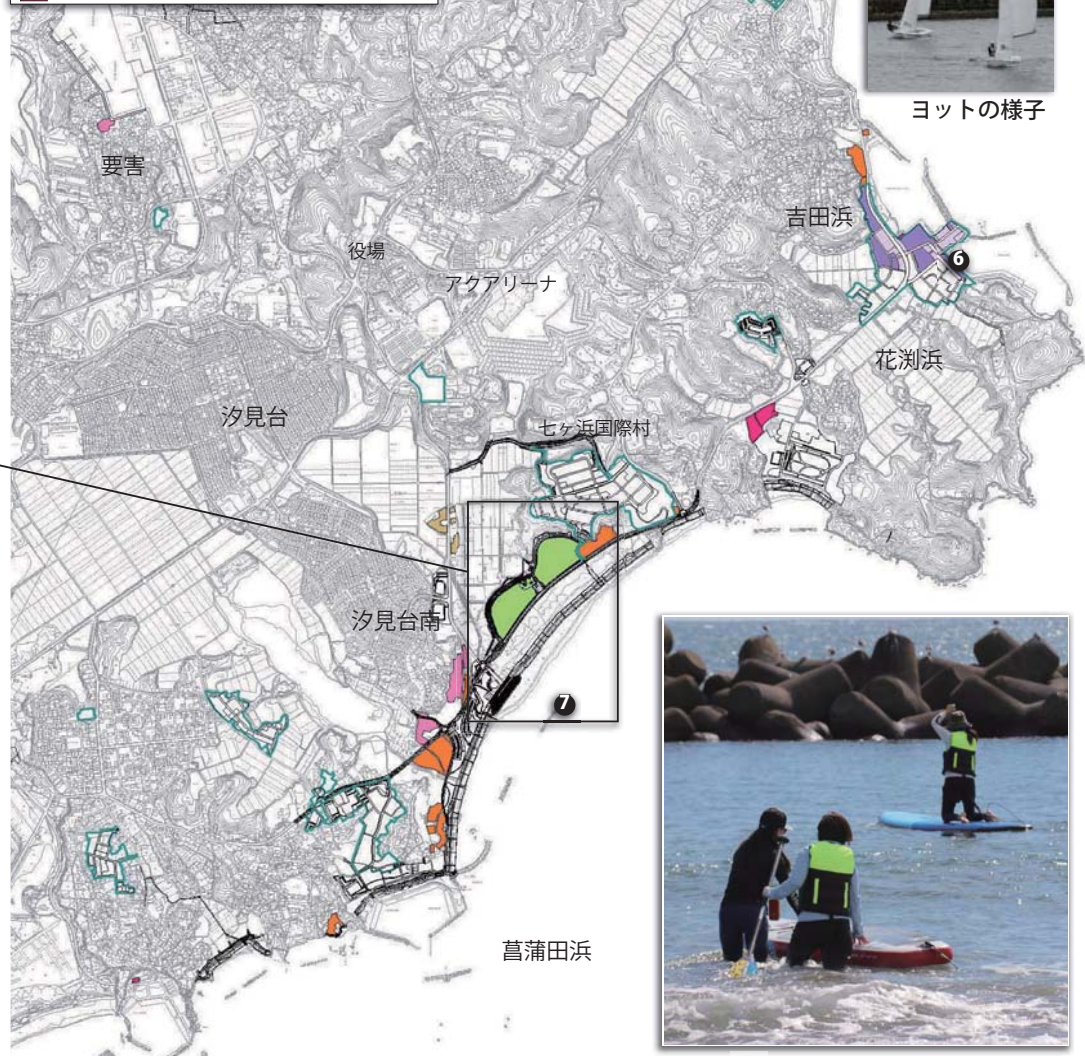 ヨットの様子
要害
吉田浜
役場
6
アクアリーナ
花渕浜
汐見台
七ヶ浜国際村
汐見台南
7
菖蒲田浜